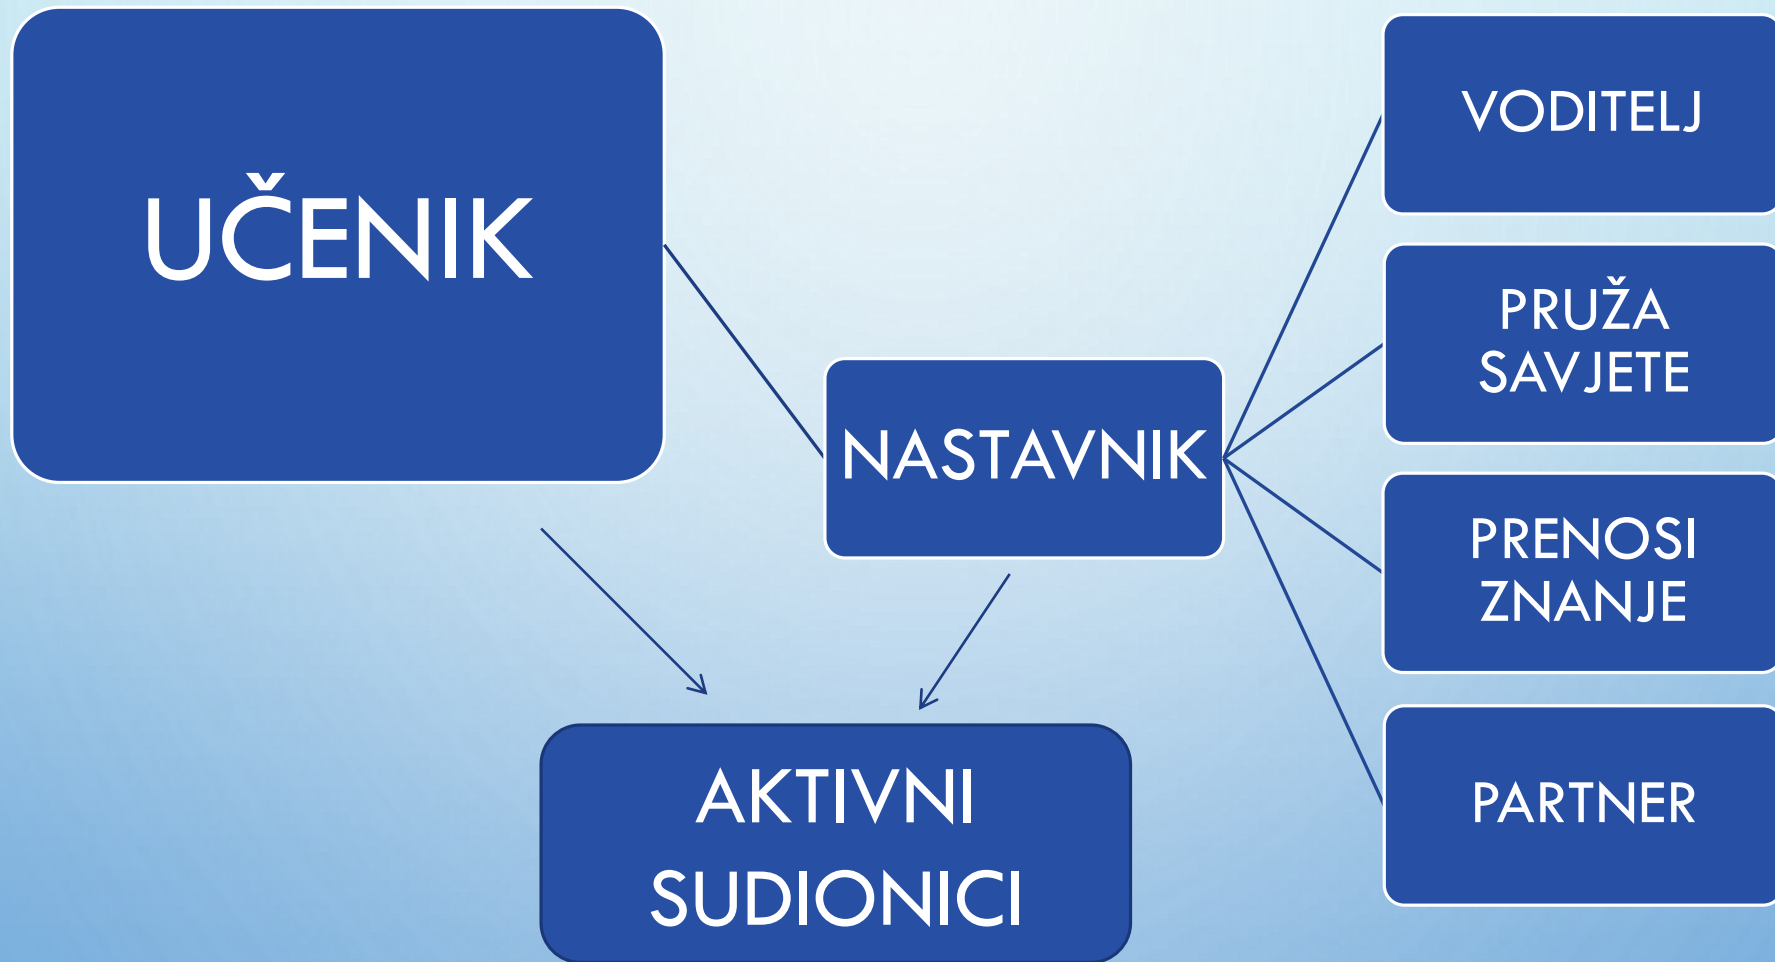 UČENIK
NASTAVNIK
VODITELJ
PRUŽA
SAVJETE
PRENOSI
ZNANJE
PARTNER
AKTIVNI
SUDIONICI